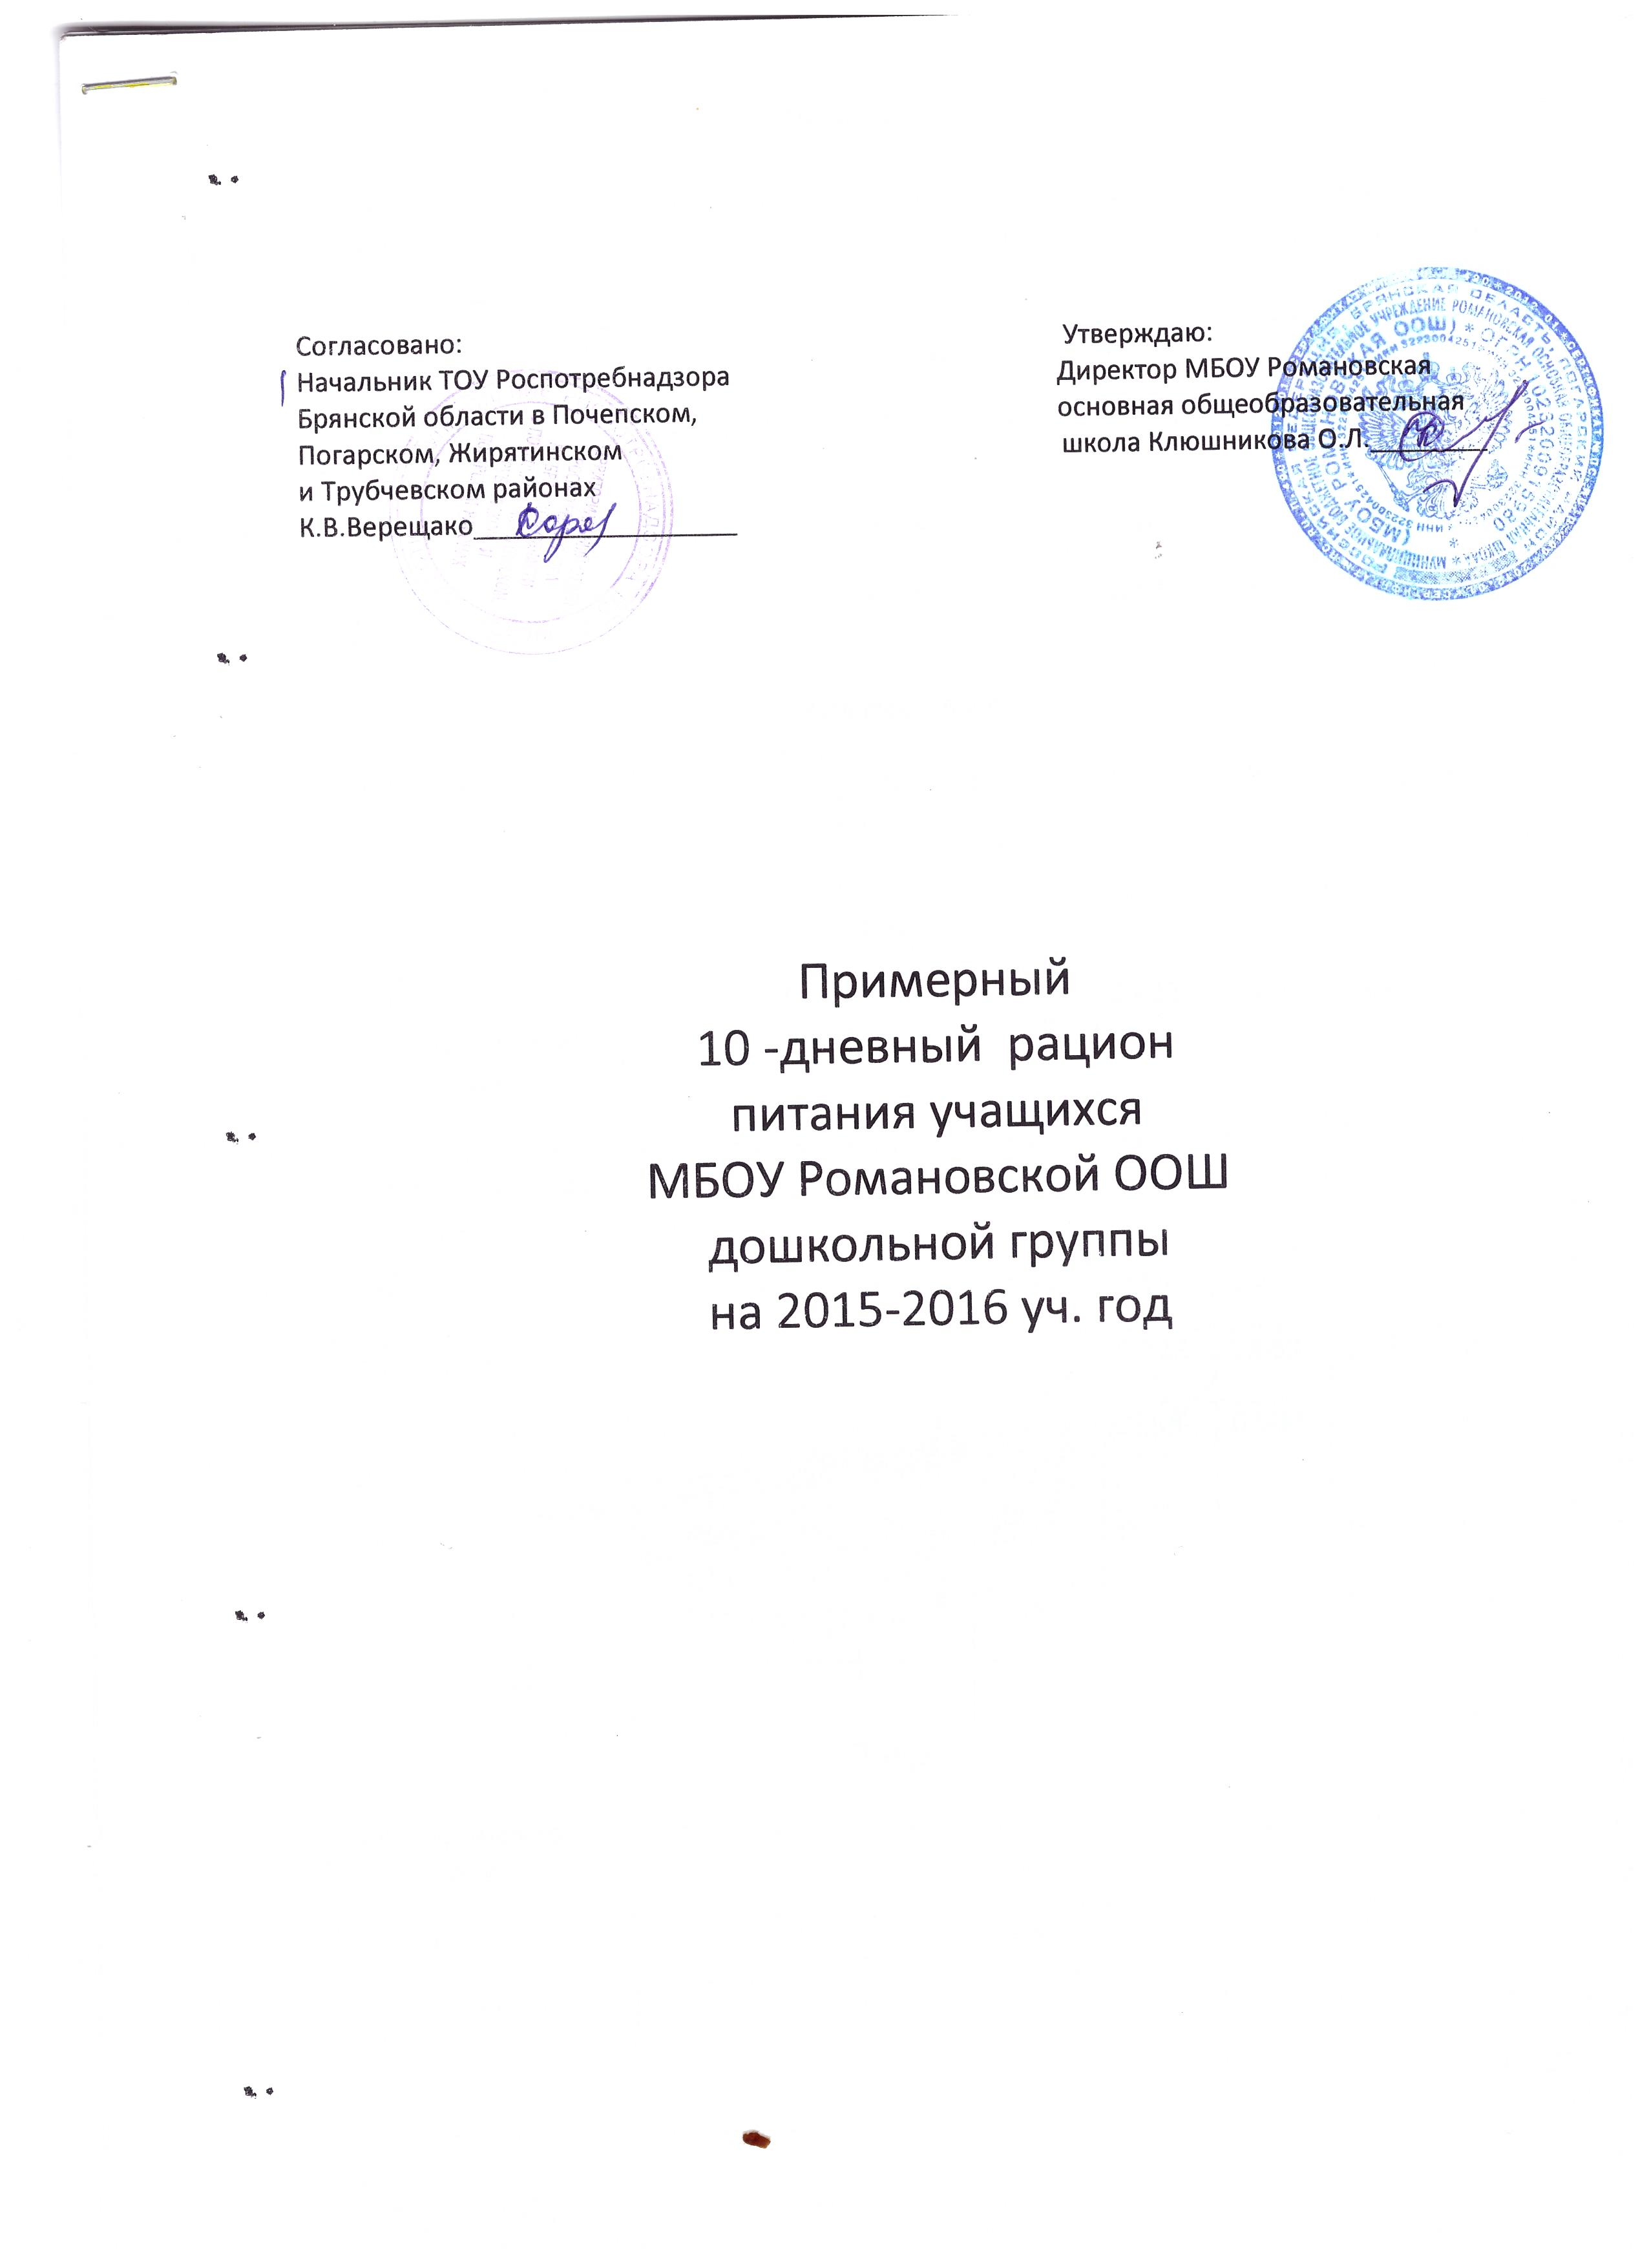 Согласовано:
Начальник ТОУ Роспотребнадзора
Брянской области в Почепском,
Погарском, Жирятинском
и Трубчевском районах
К.В.Верещако
Утверждаю:
Директор МБОУ Романовская
основная общеобразовательная
школа Клюшникова О.Л.
Примерный
10 -дневный рацион
питания учащихся
МБОУ Романовской ООШ
дошкольной группы
на 2015-2016 уч. год